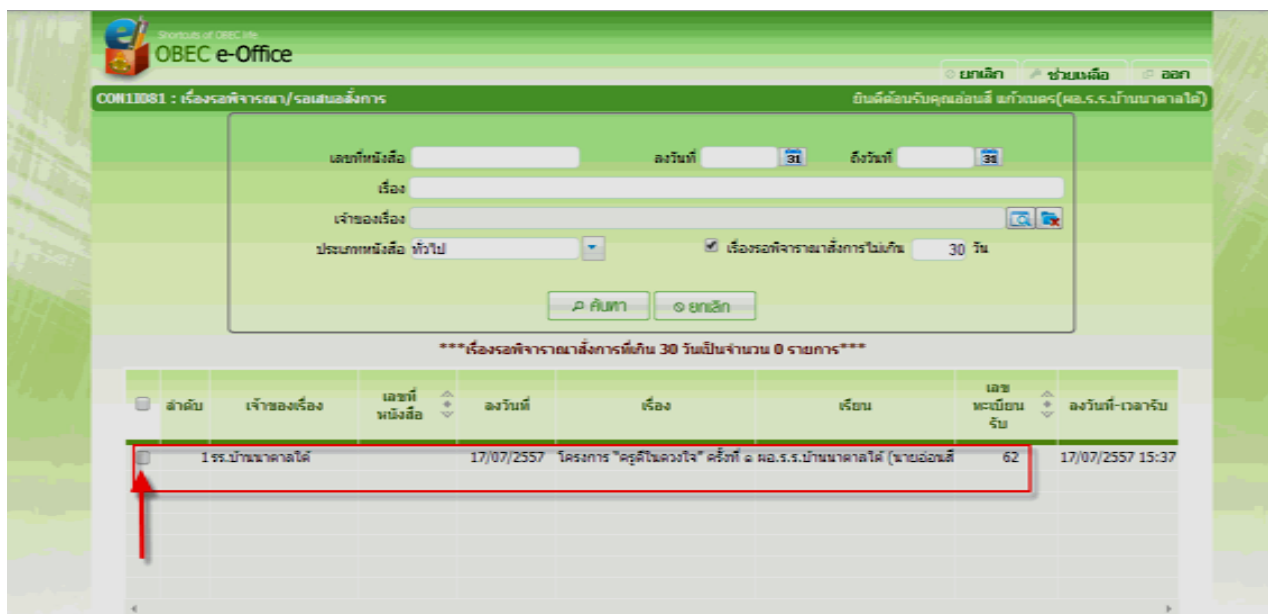 Shortcuts of OBEC life
OBEC e-Office
ยกเลิก ช่วยเหลือ ออก
CON1I081 : เรื่องรอพิจารณา/รอเสนอสั่งการ ยินดีต้อนรับคุณอ่อนสี แก้วเนตร(ผอ.ร.ร.บ้านนาดาลใต้)
เลขที่หนังสือ ลงวันที่ 31 ถึงวันที่ 31
เรื่อง
เจ้าของเรื่อง
ประเภทหนังสือ ทั่วไป เรื่องรอพิจาราณาสั่งการไม่เกิน 30 วัน
ค้นหา ยกเลิก
***เรื่องรอพิจาราณาสั่งการที่เกิน 30 วันเป็นจำนวน 0 รายการ***
ลำดับ เจ้าของเรื่อง เลขที่หนังสือ ลงวันที่ เรื่อง เรียน เลขทะเบียนรับ ลงวันที่-เวลารับ
1 รร.บ้านนาตาลใต้ 17/07/2557 โครงการ "ครูดีในดวงใจ" ครั้งที่ ๑ ผอ.ร.ร.บ้านนาตาลใต้ (นายอ่อนสี 62 17/07/2557 15:37